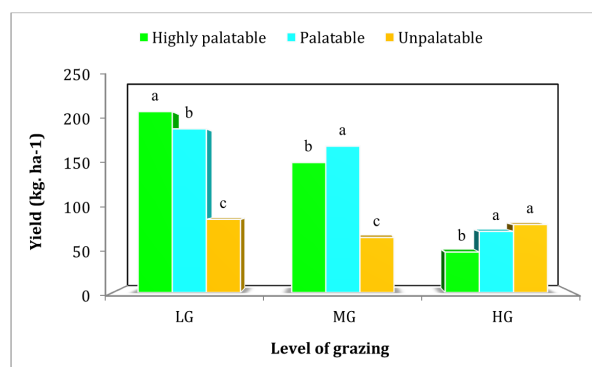 Highly palatable Palatable Unpalatable
250
200
150
100
50
0
Yield (kg. ha-1)
a b c
b a c
b a a
LG MG HG
Level of grazing